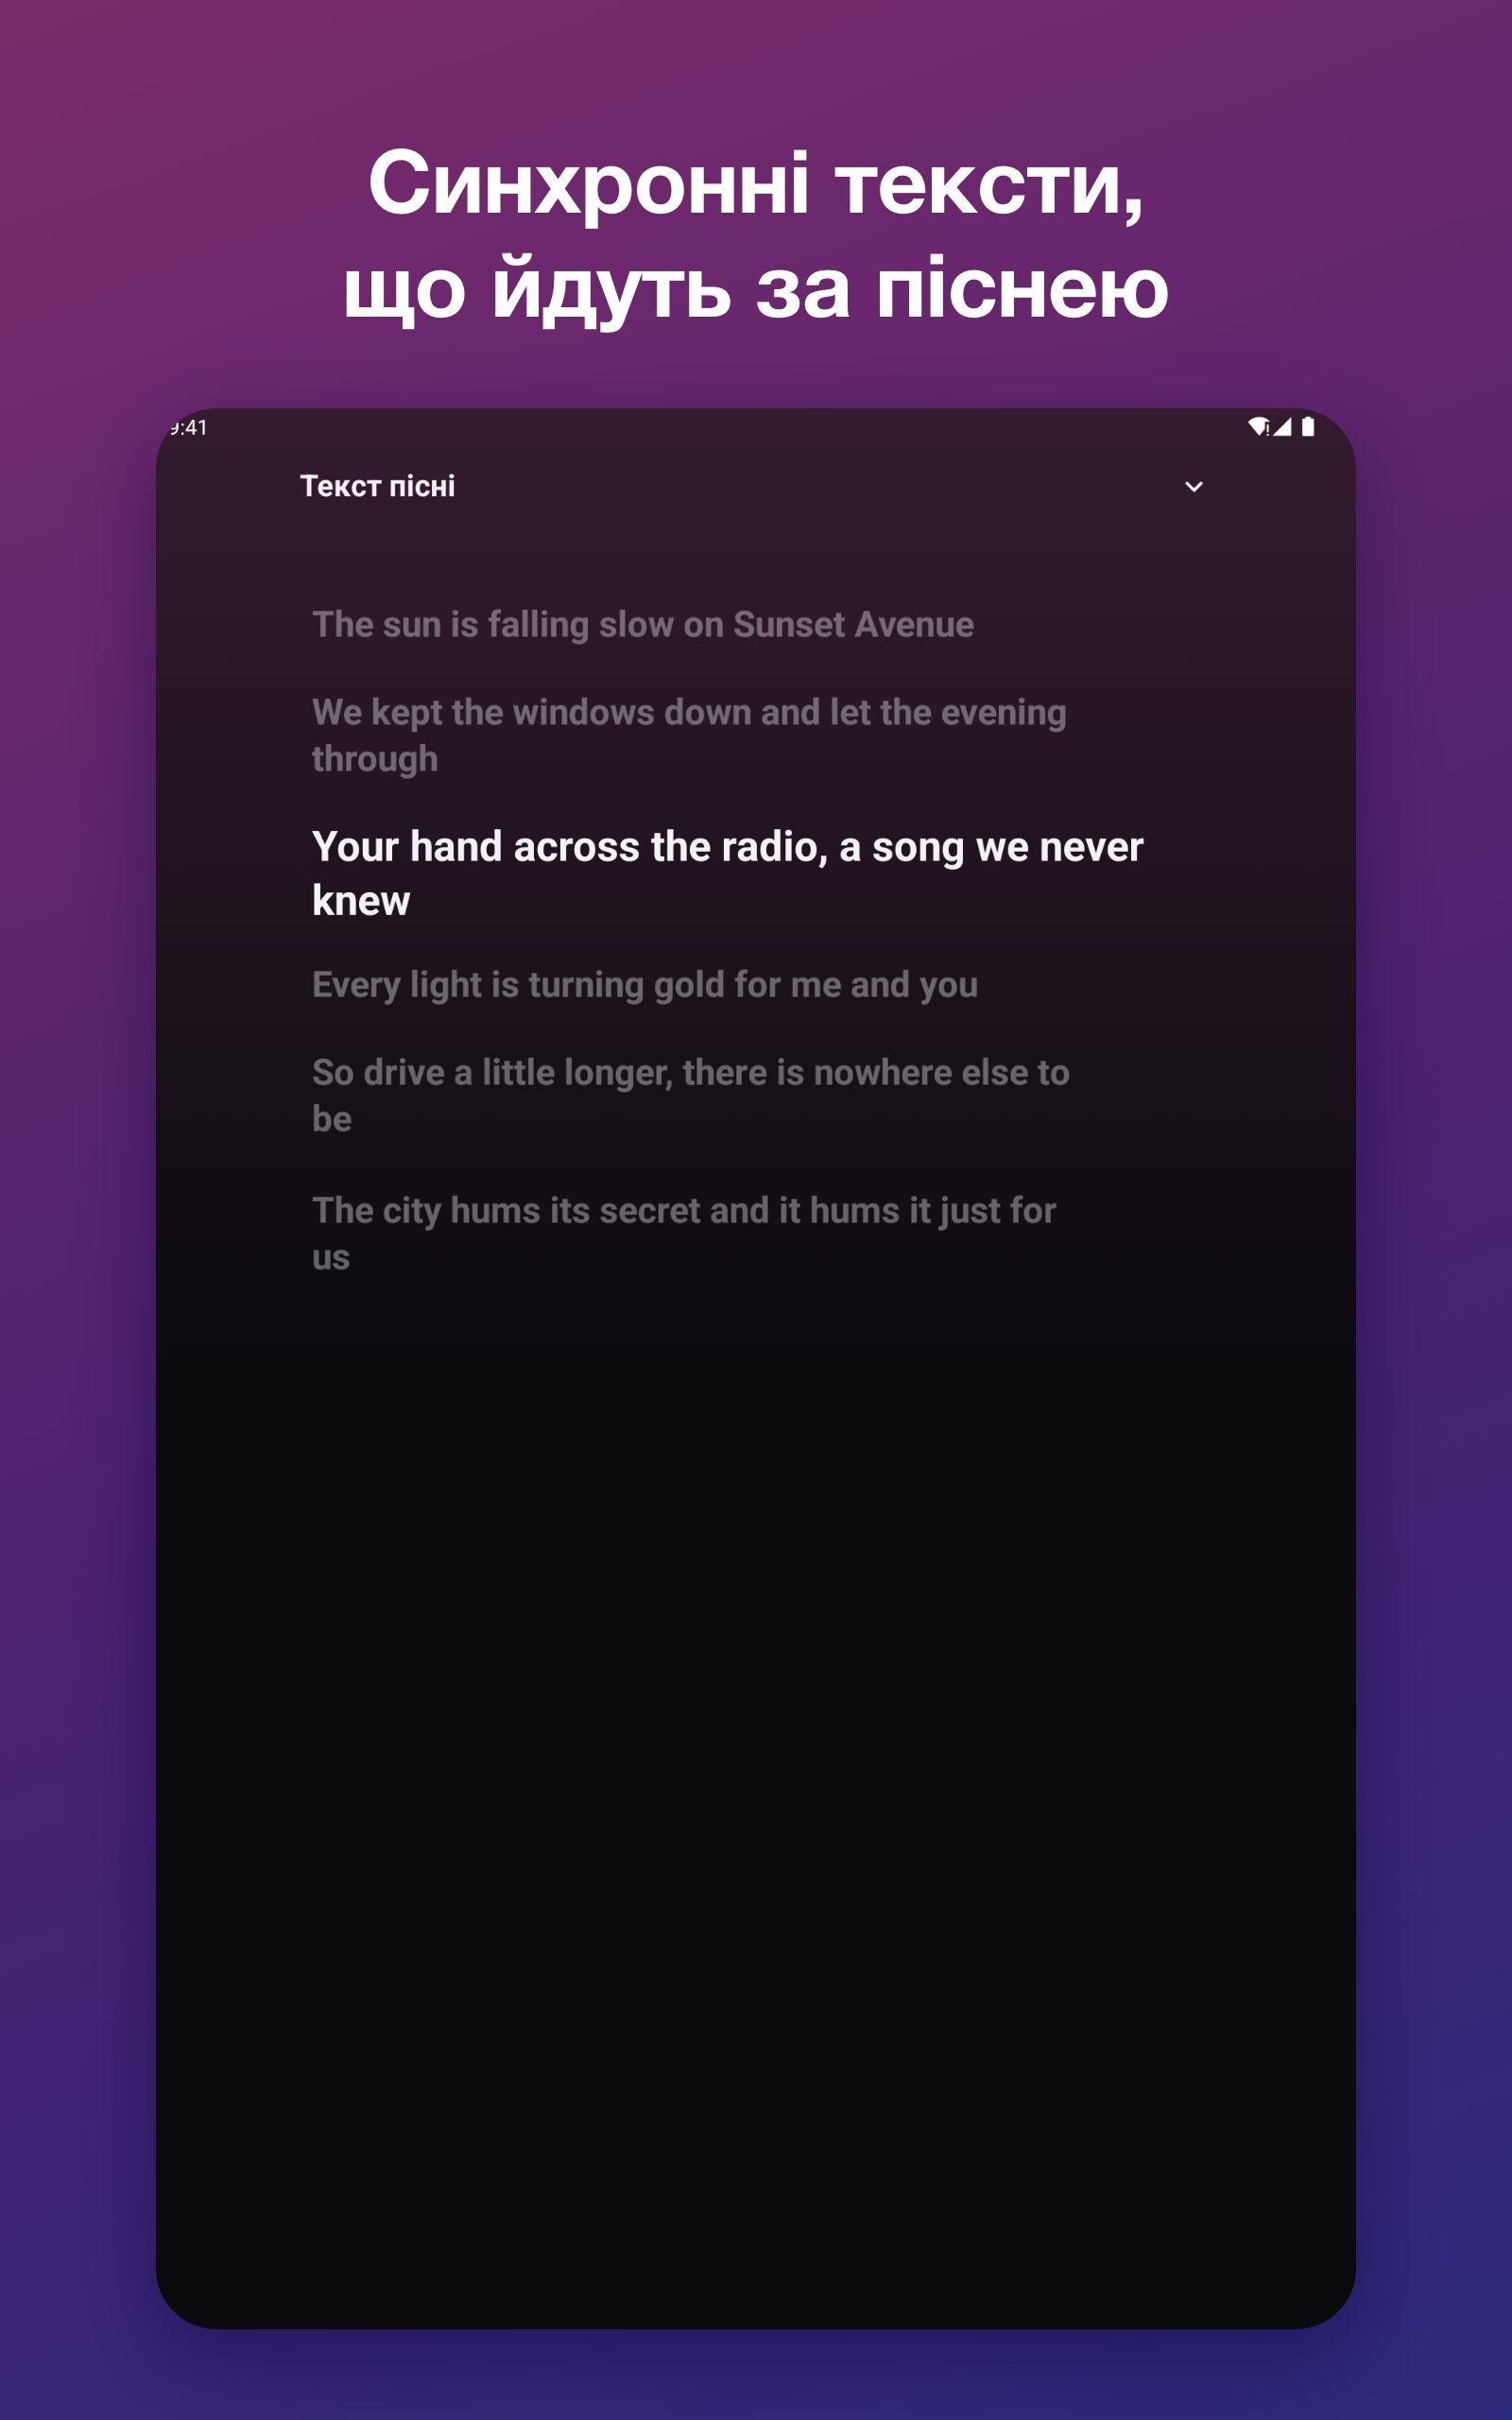 Синхронні тексти,
що йдуть за піснею
9:41
Текст пісні
The sun is falling slow on Sunset Avenue
We kept the windows down and let the evening
through
Your hand across the radio, a song we never
knew
Every light is turning gold for me and you
So drive a little longer, there is nowhere else to
be
The city hums its secret and it hums it just for
us